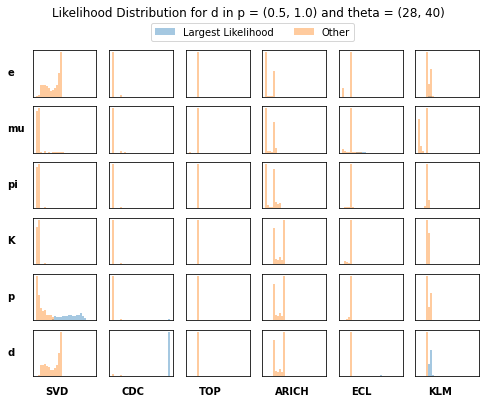 Likelihood Distribution for d in p = (0.5, 1.0) and theta = (28, 40)
Largest Likelihood Other
e
mu
pi
K
p
d
SVD CDC TOP ARICH ECL KLM